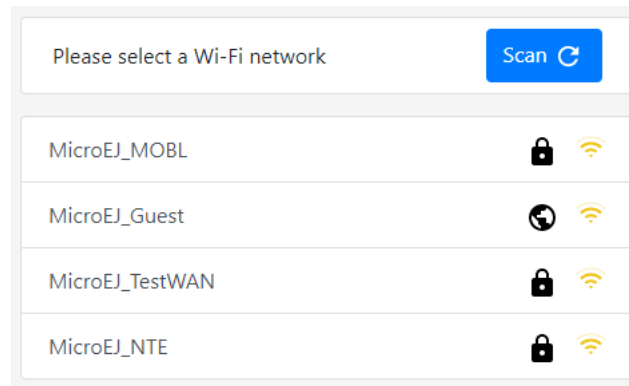 Please select a Wi-Fi network
Scan
MicroEJ_MOBL
MicroEJ_Guest
MicroEJ_TestWAN
MicroEJ_NTE